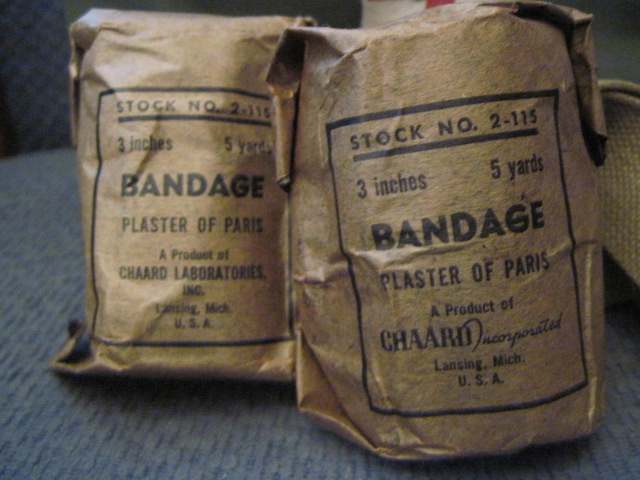 STOCK NO. 2-115
3 inches 5 yards
BANDAGE
PLASTER OF PARIS
A Product of
CHAARD LABORATORIES,
INC.
Lansing, Mich.
U. S. A.
STOCK NO. 2-115
3 inches 5 yards
BANDAGE
PLASTER OF PARIS
A Product of
CHAARD Incorporated
Lansing, Mich.
U. S. A.